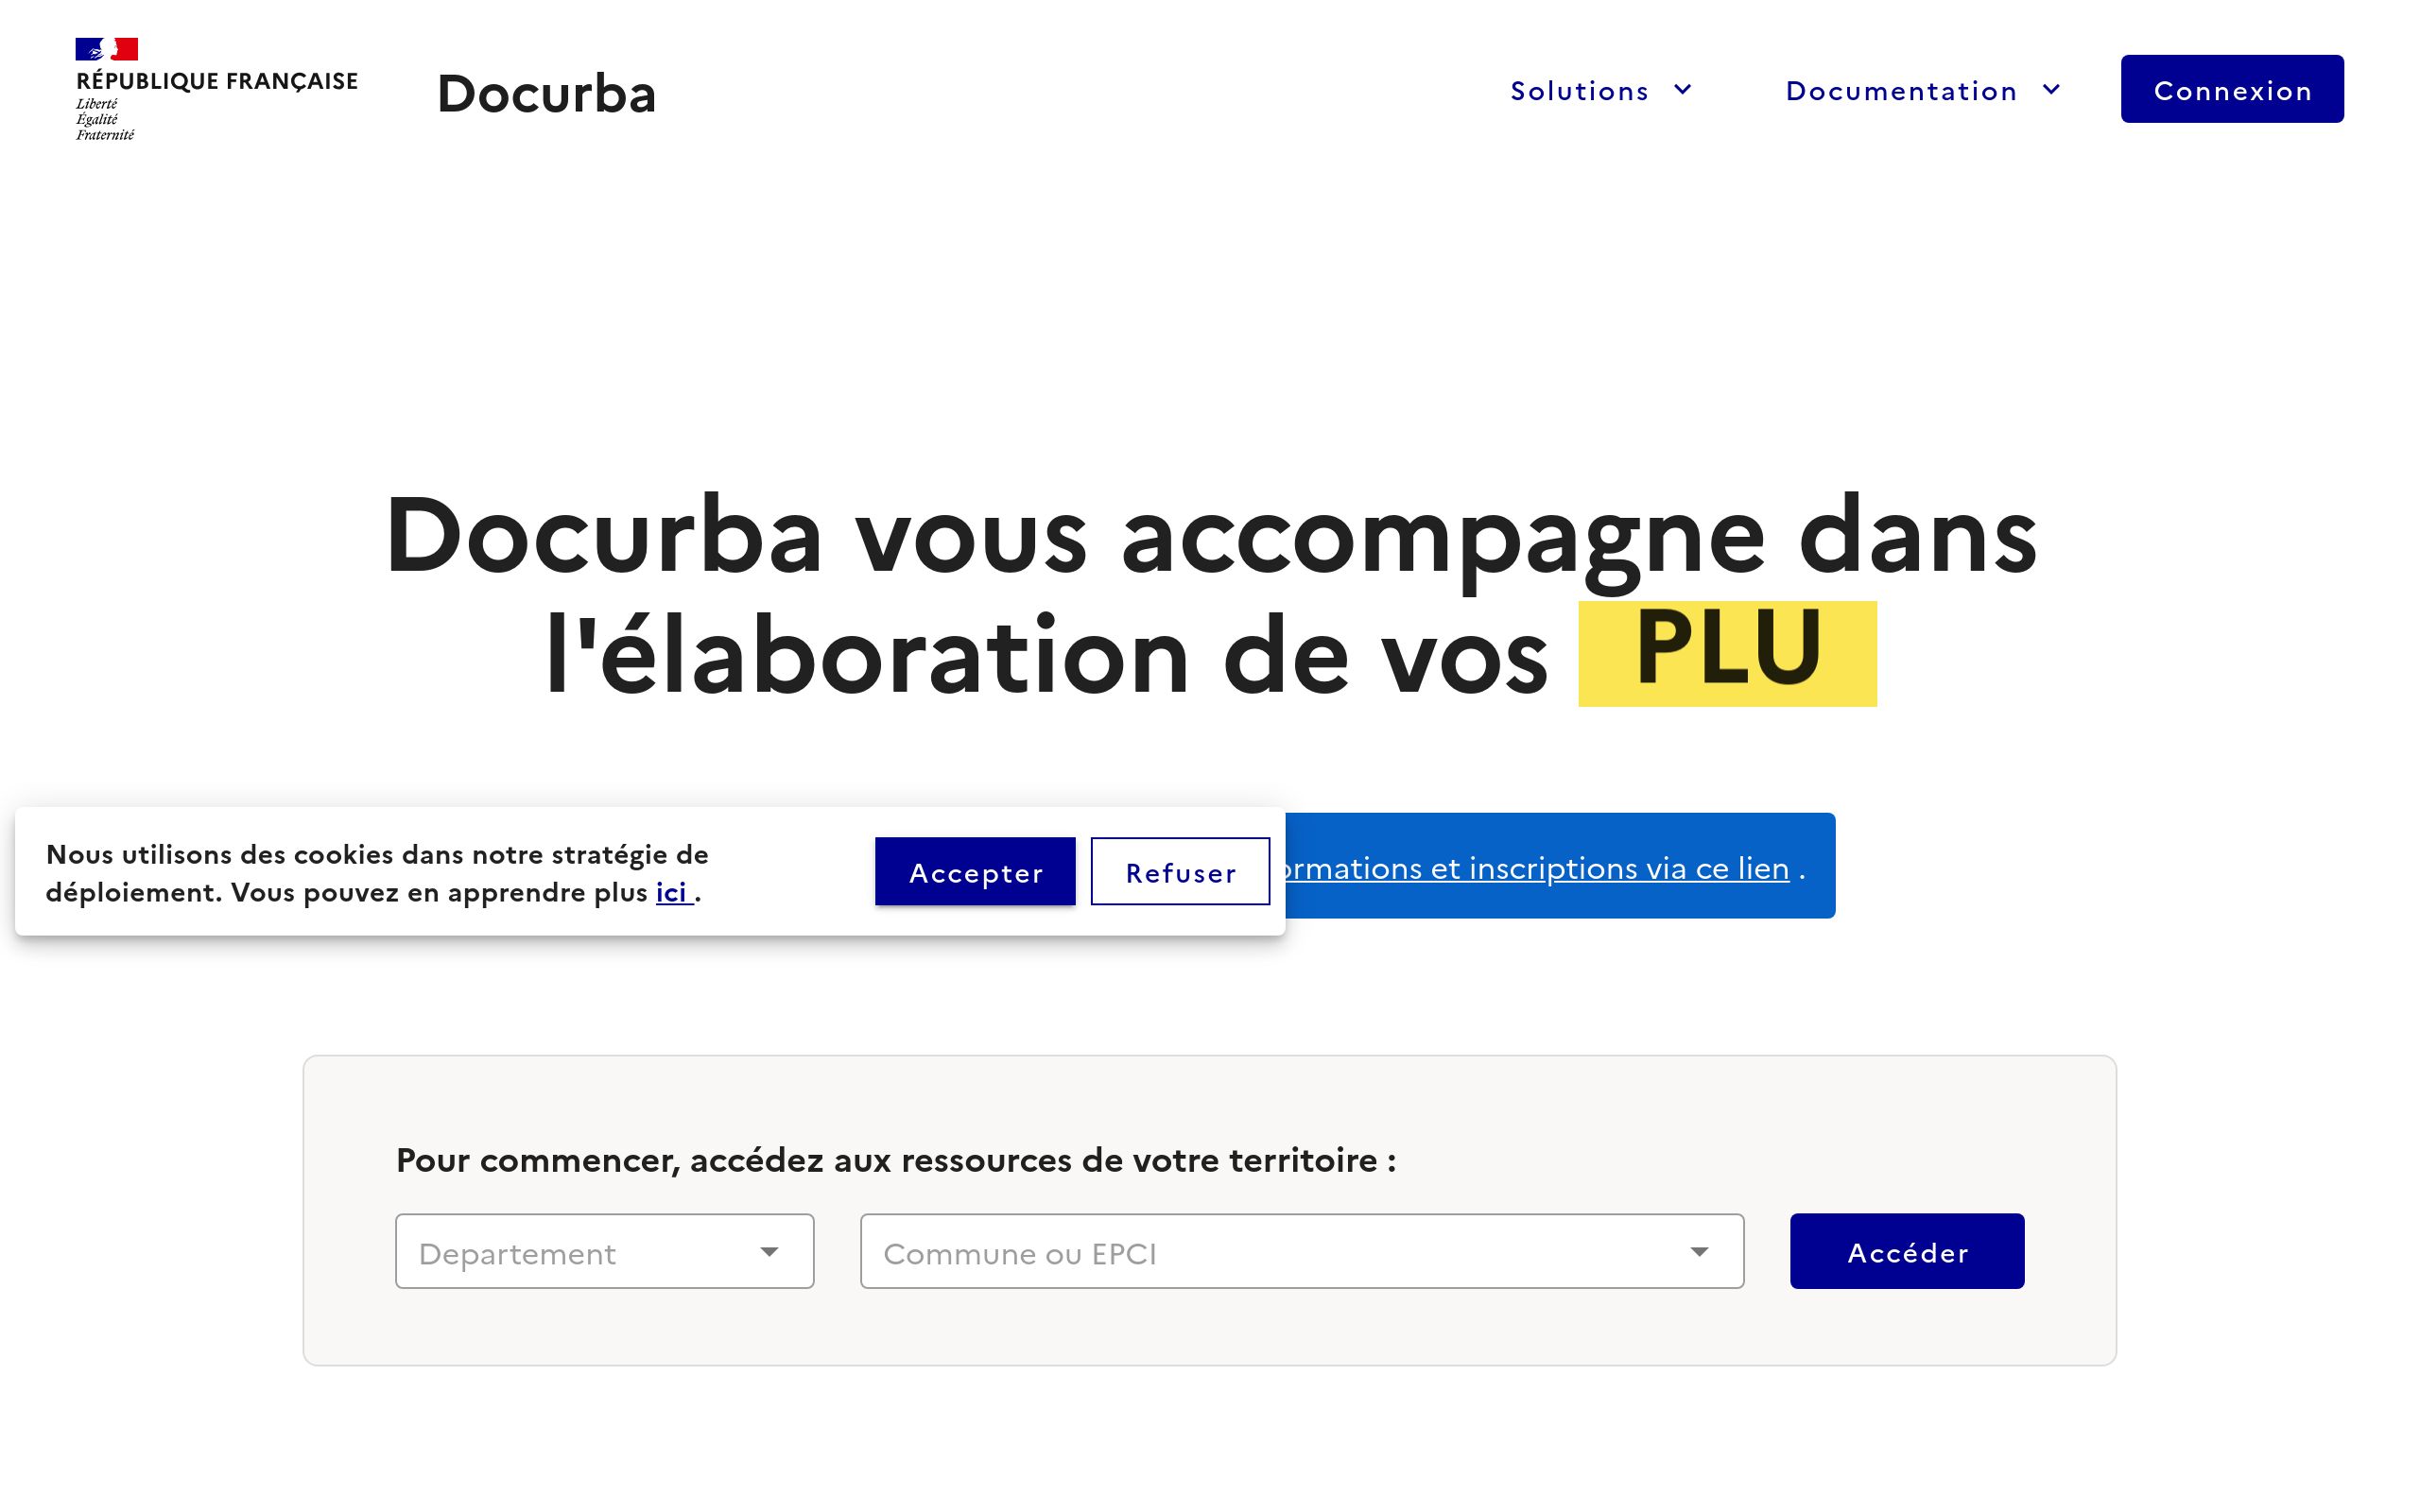 RÉPUBLIQUE FRANÇAISE
Liberté
Égalité
Fraternité
Docurba
Solutions
Documentation
Connexion
Docurba vous accompagne dans
l'élaboration de vos PLU
Nous utilisons des cookies dans notre stratégie de
déploiement. Vous pouvez en apprendre plus ici .
Accepter
Refuser
et inscriptions via ce lien .
Pour commencer, accédez aux ressources de votre territoire :
Departement
Commune ou EPCI
Accéder